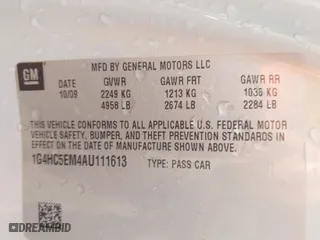 GM
MFD BY GENERAL MOTORS LLC
DATE GVWR GAWR FRT GAWR RR
10/09 2249 KG 1213 KG 1036 KG
4958 LB 2674 LB 2284 LB
THIS VEHICLE CONFORMS TO ALL APPLICABLE U.S. FEDERAL MOTOR
VEHICLE SAFETY, BUMPER, AND THEFT PREVENTION STANDARDS
IN EFFECT ON THE DATE OF MANUFACTURE SHOWN ABOVE.
1G4HC5EM4AU111613 TYPE: PASS CAR
© BIDHISTORY